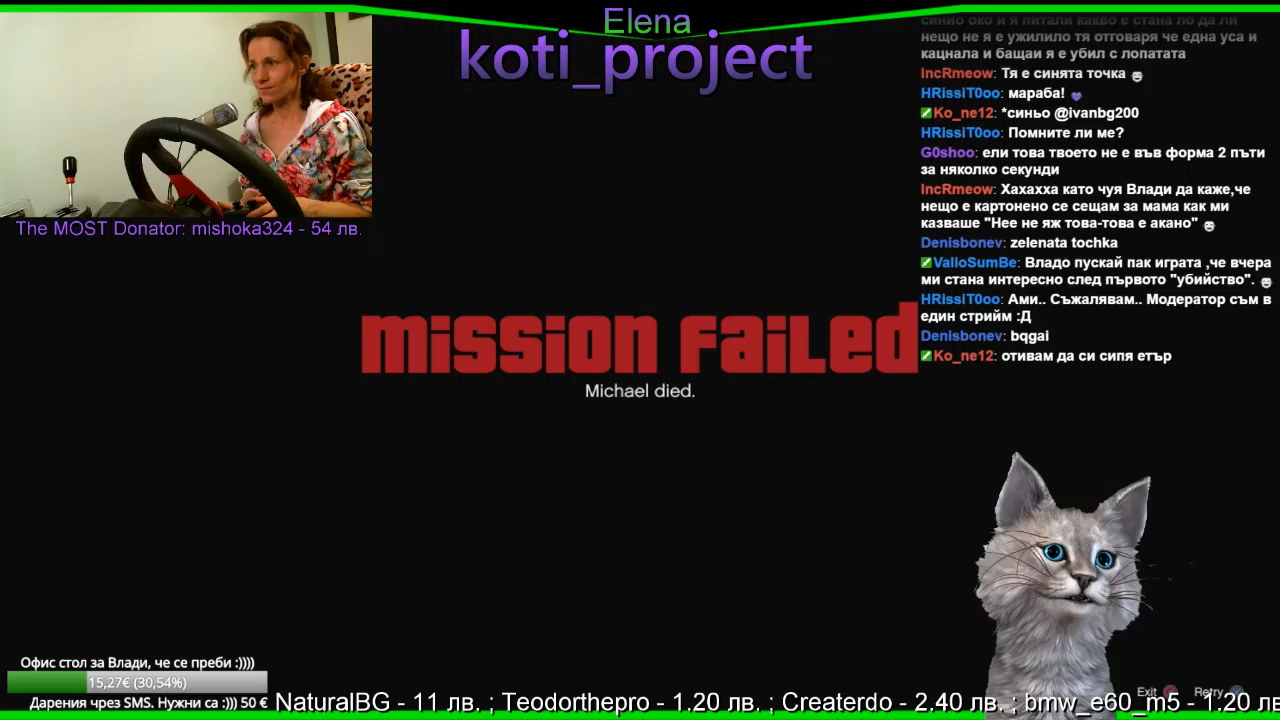 Elena
koti_project
The MOST Donator: mishoka324 - 54 лв.
синио око и я питали какво е стана ло да ли
нещо не я е ужилило тя отговаря че една уса и
кацнала и бащаи я е убил с лопатата
IncRmeow: Тя е синята точка
HRissiT0oo: мараба!
Ko_ne12: *синьо @ivanbg200
HRissiT0oo: Помните ли ме?
G0shoo: ели това твоето не е във форма 2 пъти
за няколко секунди
IncRmeow: Хахахха като чуя Влади да каже,че
нещо е картонено се сещам за мама как ми
казваше "Нее не яж това-това е акано"
Denisbonev: zelenata tochka
ValioSumBe: Владо пускай пак играта ,че вчера
ми стана интересно след първото "убийство".
HRissiT0oo: Ами.. Съжалявам.. Модератор съм в
един стрийм :Д
Denisbonev: bqgai
Ko_ne12: отивам да си сипя етър
mission failed
Michael died.
Офис стол за Влади, че се преби :))))
15,27€ (30,54%)
Дарения чрез SMS. Нужни са :))) 50 €
NaturalBG - 11 лв. ; Teodorthepro - 1.20 лв. ; Createrdo - 2.40 лв. ; bmw_e60_m5 - 1.20 лв
Exit
Retry